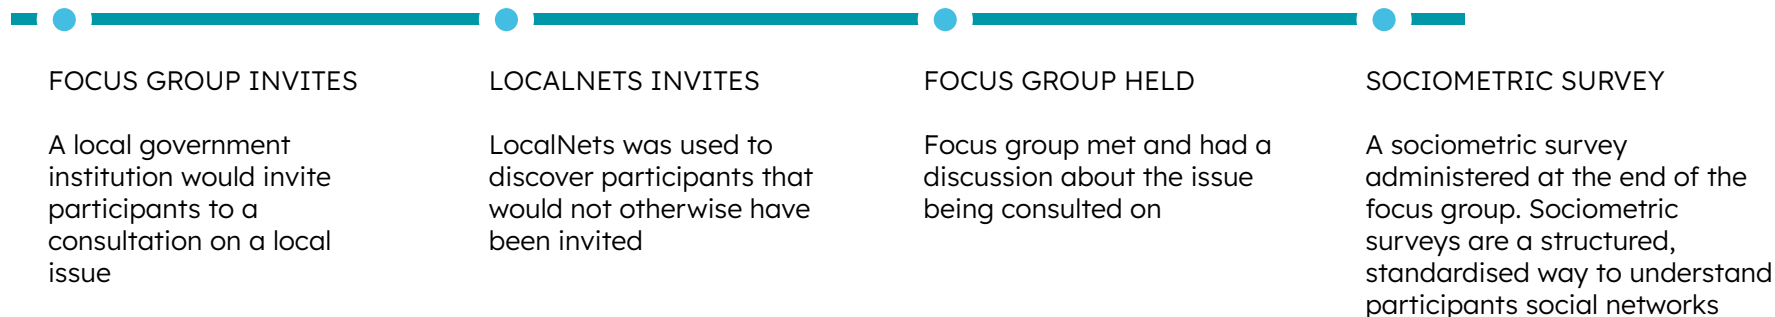 FOCUS GROUP INVITES
A local government
institution would invite
participants to a
consultation on a local
issue
LOCALNETS INVITES
LocalNets was used to
discover participants that
would not otherwise have
been invited
FOCUS GROUP HELD
Focus group met and had a
discussion about the issue
being consulted on
SOCIOMETRIC SURVEY
A sociometric survey
administered at the end of the
focus group. Sociometric
surveys are a structured,
standardised way to understand
participants social networks